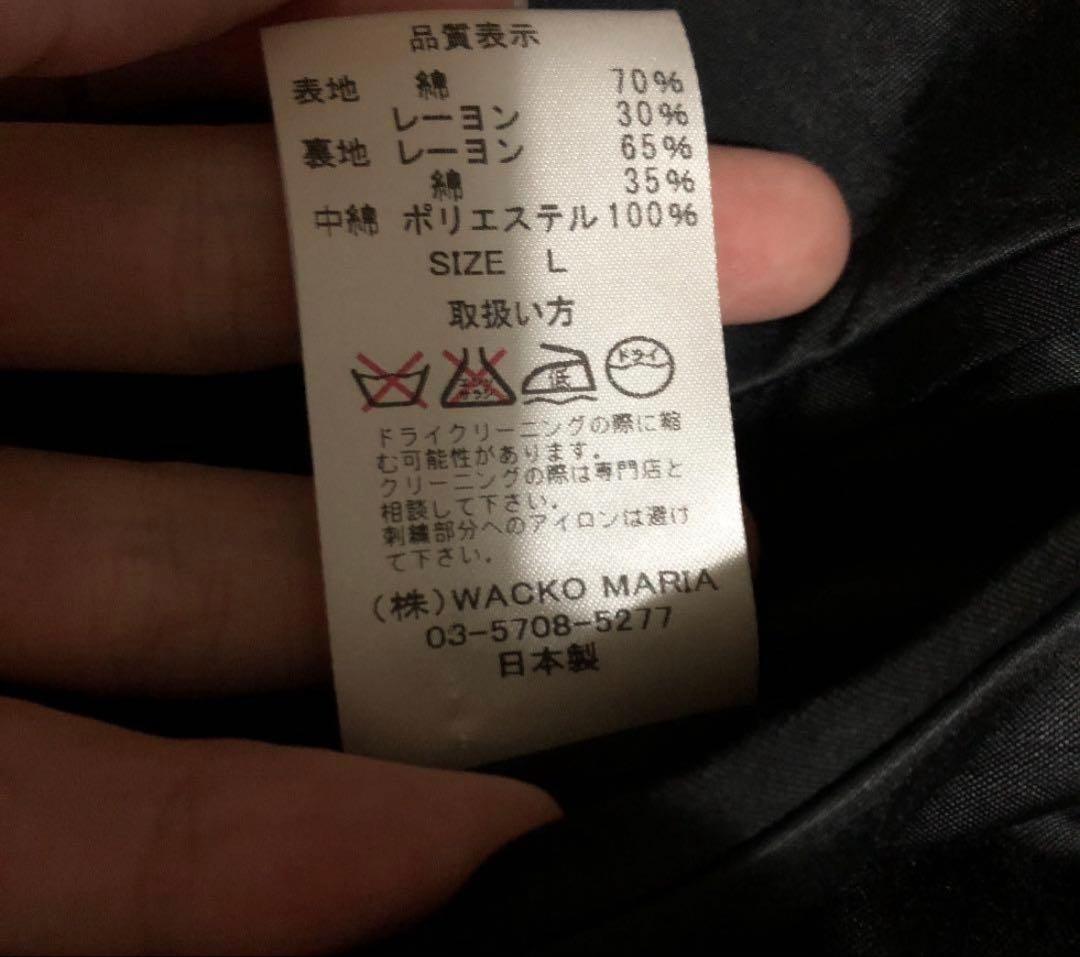 品質表示
表地 綿 70%
レーヨン 30%
裏地 レーヨン 65%
綿 35%
中綿 ポリエステル 100%
SIZE L
取扱い方
低 ドライ
ドライクリーニングの際に縮
む可能性があります.
クリーニングの際は専門店と
相談して下さい.
刺繍部分へのアイロンは避け
て下さい.
(株)WACKO MARIA
03-5708-5277
日本製